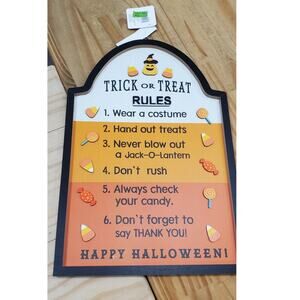 TRICK OR TREAT
RULES
1. Wear a costume
2. Hand out treats
3. Never blow out
a Jack-O-Lantern
4. Don't rush
5. Always check
your candy.
6. Don't forget to
say THANK YOU!
HAPPY HALLOWEEN!